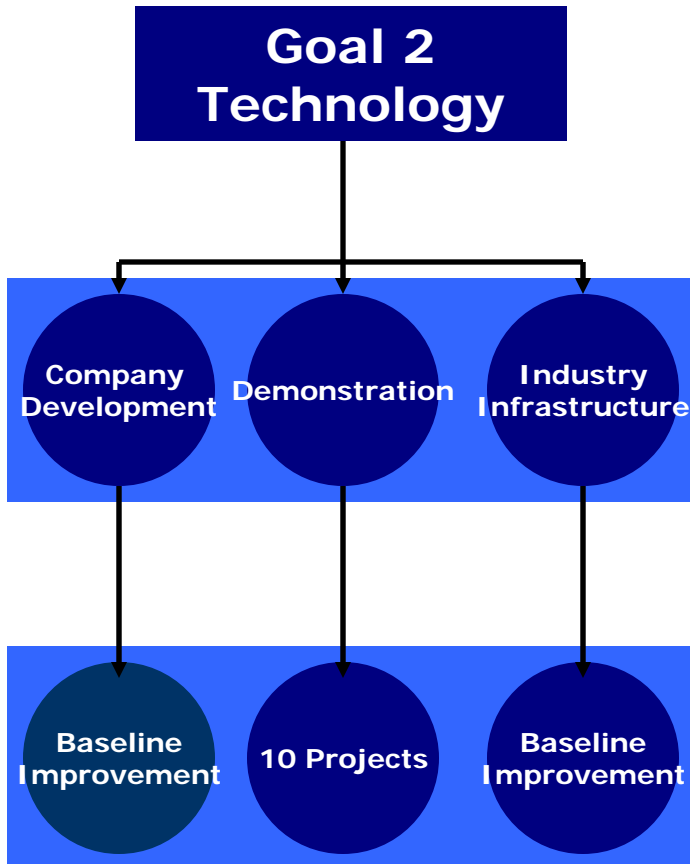 Goal 2
Technology
Company
Development
Demonstration
Industry
Infrastructure
Baseline
Improvement
10 Projects
Baseline
Improvement